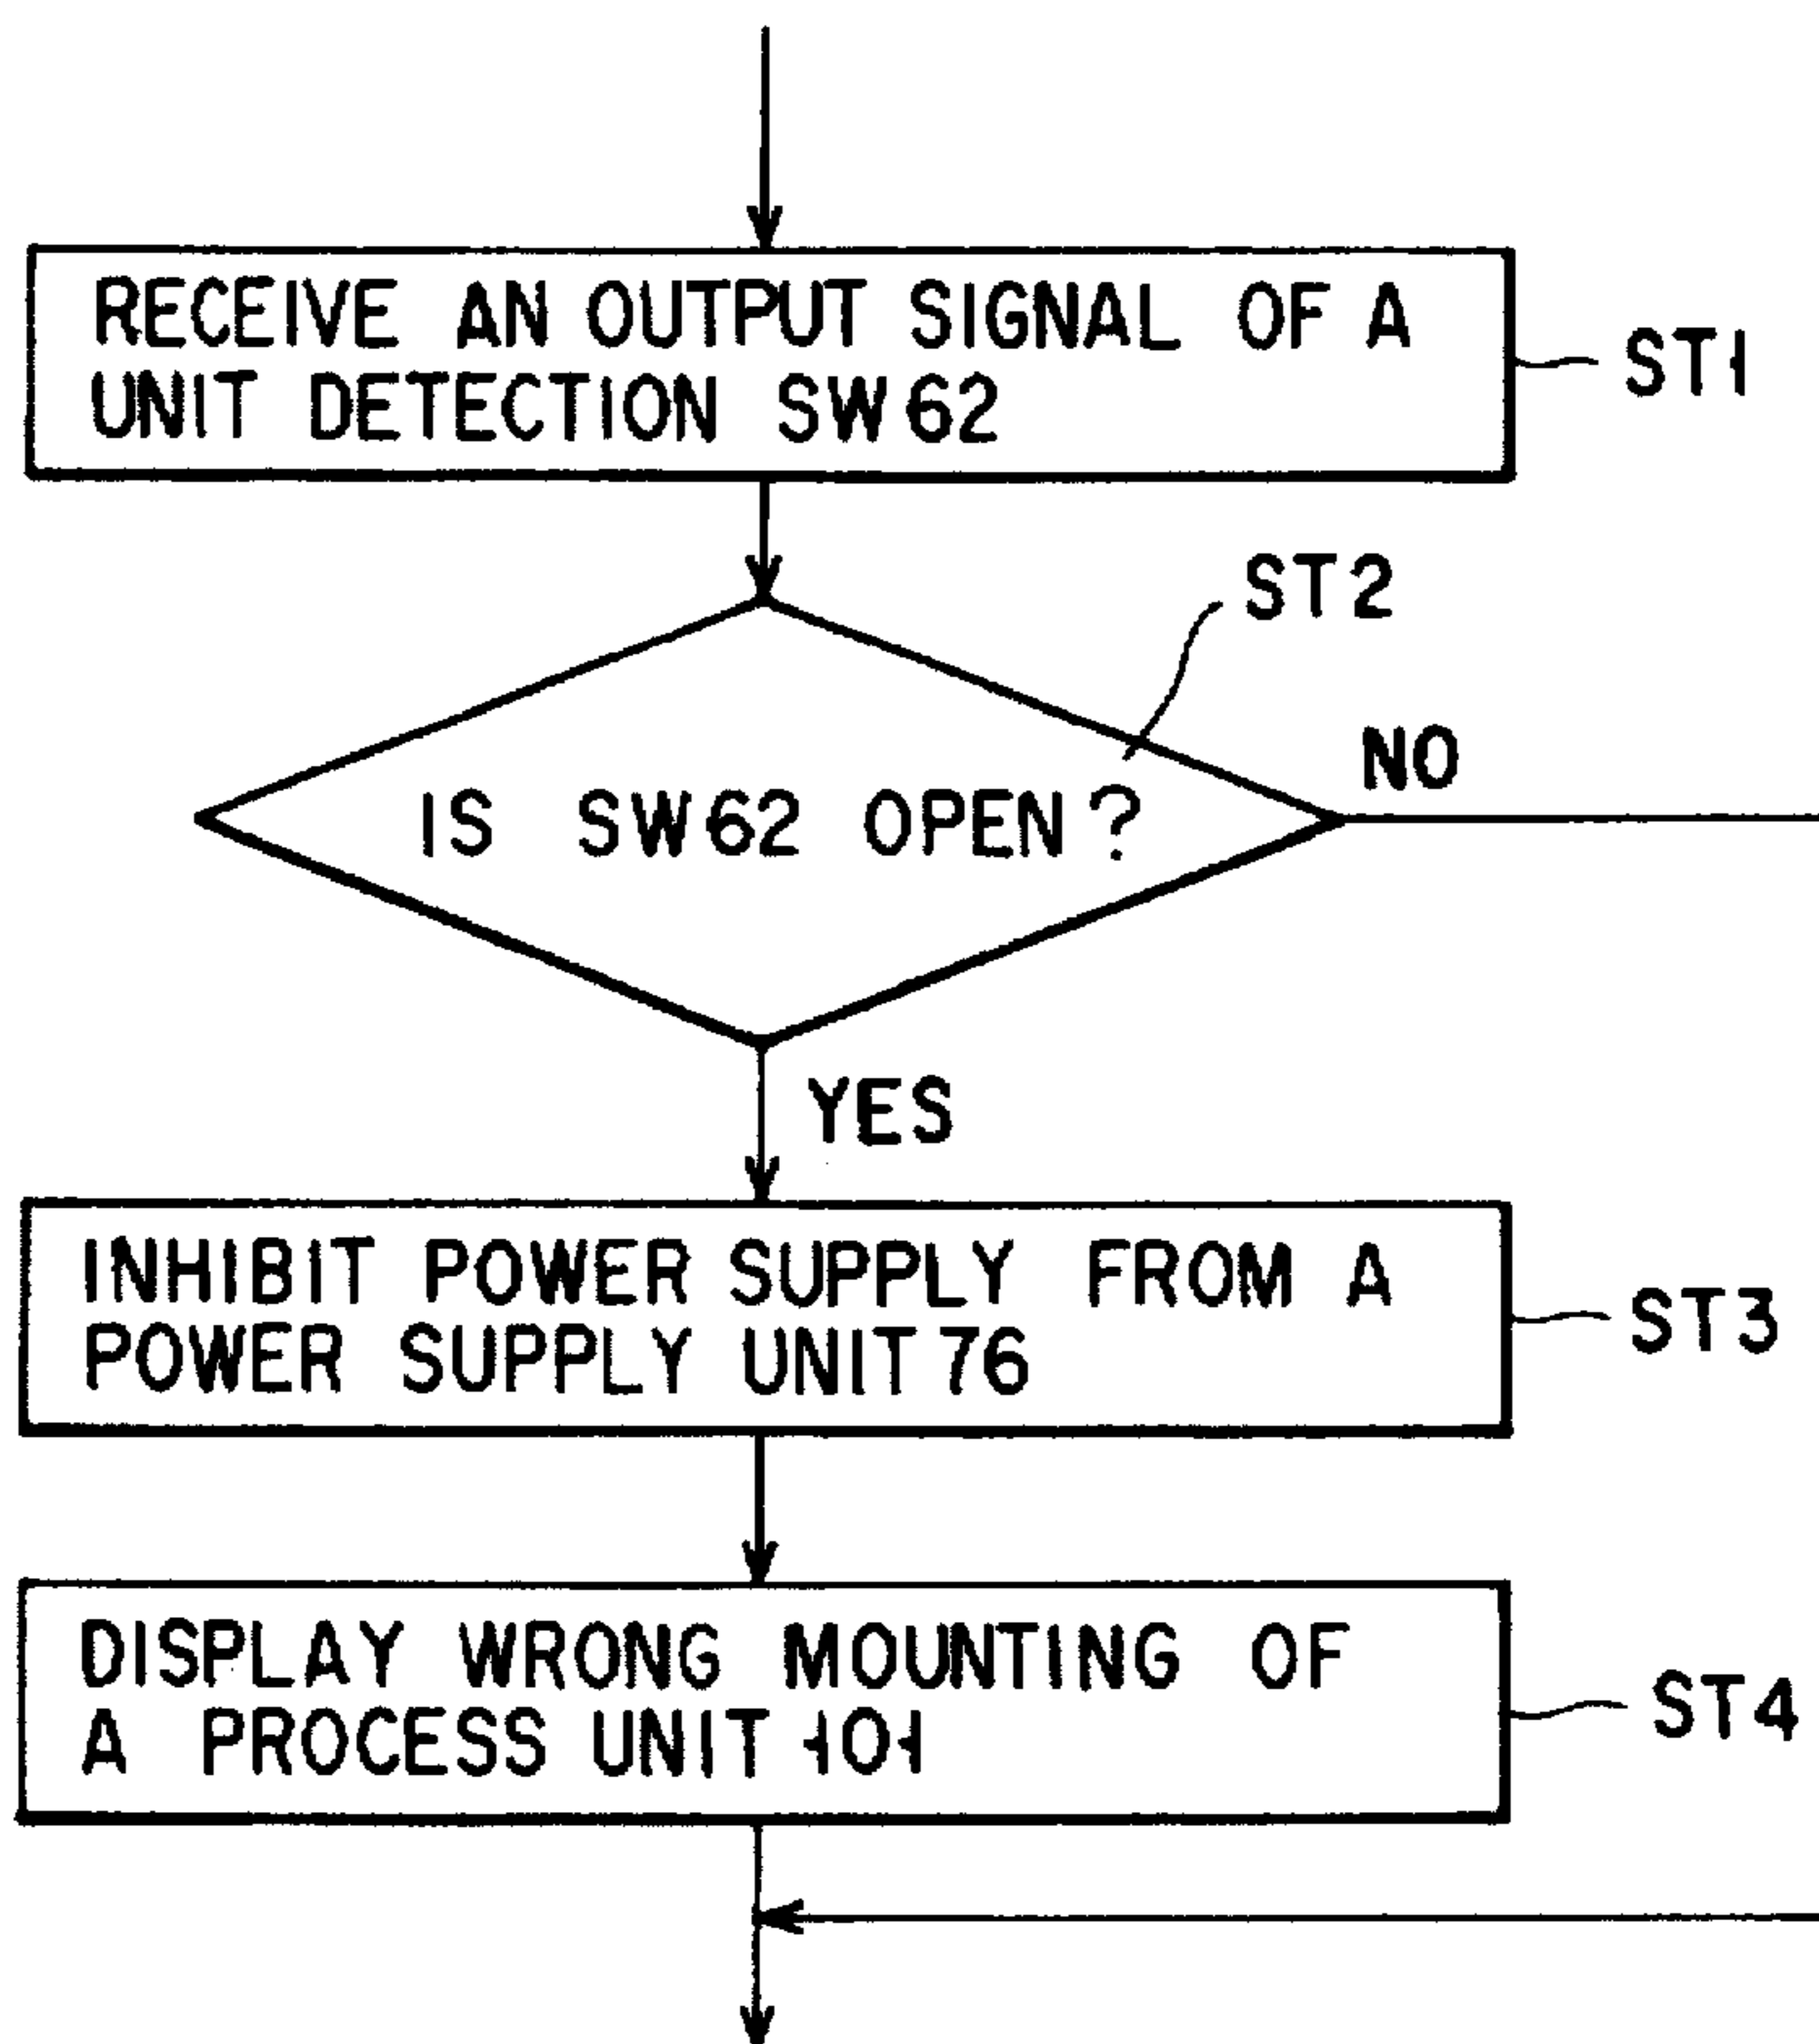 RECEIVE AN OUTPUT SIGNAL OF A
UNIT DETECTION SW62
ST1
ST2
IS SW62 OPEN?
NO
YES
INHIBIT POWER SUPPLY FROM A
POWER SUPPLY UNIT 76
ST3
DISPLAY WRONG MOUNTING OF
A PROCESS UNIT 101
ST4